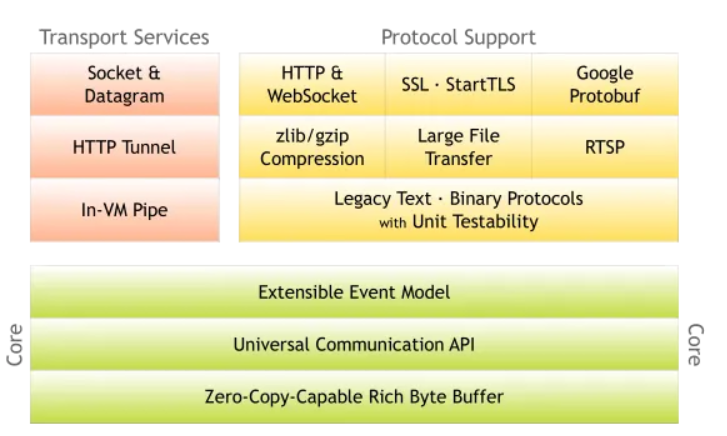 Transport Services
Protocol Support
Socket &
Datagram
HTTP &
WebSocket
SSL · StartTLS
Google
Protobuf
HTTP Tunnel
zlib/gzip
Compression
Large File
Transfer
RTSP
In-VM Pipe
Legacy Text · Binary Protocols
with Unit Testability
Extensible Event Model
Core
Universal Communication API
Core
Zero-Copy-Capable Rich Byte Buffer